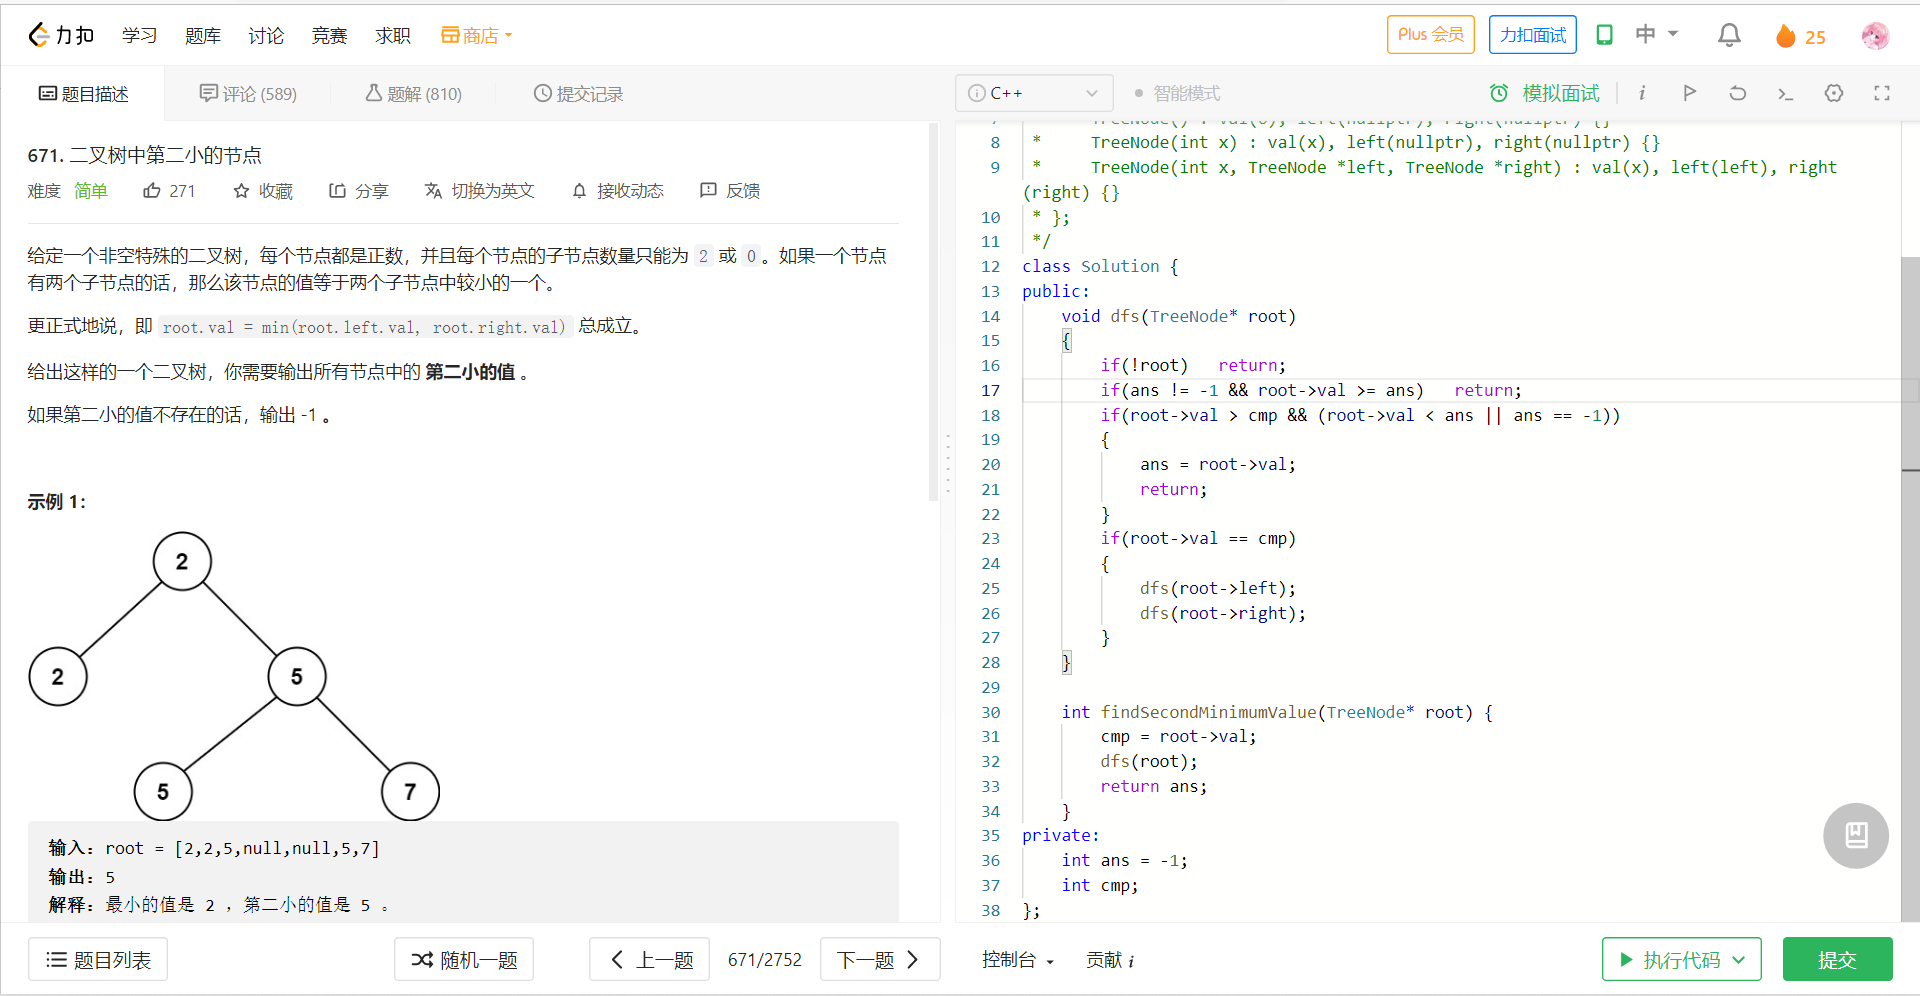 力扣 学习 题库 讨论 竞赛 求职 商店
Plus 会员 力扣面试 中 25
题目描述 评论 (589) 题解 (810) 提交记录
C++ 智能模式 模拟面试 i
671. 二叉树中第二小的节点
难度 简单 271 收藏 分享 切换为英文 接收动态 反馈
给定一个非空特殊的二叉树，每个节点都是正数，并且每个节点的子节点数量只能为 2 或 0。如果一个节点
有两个子节点的话，那么该节点的值等于两个子节点中较小的一个。
更正式地说，即 root.val = min(root.left.val, root.right.val) 总成立。
给出这样的一个二叉树，你需要输出所有节点中的 第二小的值 。
如果第二小的值不存在的话，输出 -1 。
示例 1：
2
2 5
5 7
输入：root = [2,2,5,null,null,5,7]
输出：5
解释：最小的值是 2 ，第二小的值是 5 。
8 * TreeNode(int x) : val(x), left(nullptr), right(nullptr) {}
9 * TreeNode(int x, TreeNode *left, TreeNode *right) : val(x), left(left), right
(right) {}
10 * };
11 */
12 class Solution {
13 public:
14 void dfs(TreeNode* root)
15 {
16 if(!root) return;
17 if(ans != -1 && root->val >= ans) return;
18 if(root->val > cmp && (root->val < ans || ans == -1))
19 {
20 ans = root->val;
21 return;
22 }
23 if(root->val == cmp)
24 {
25 dfs(root->left);
26 dfs(root->right);
27 }
28 }
29
30 int findSecondMinimumValue(TreeNode* root) {
31 cmp = root->val;
32 dfs(root);
33 return ans;
34 }
35 private:
36 int ans = -1;
37 int cmp;
38 };
题目列表 随机一题 上一题 671/2752 下一题 控制台 贡献 i 执行代码 提交